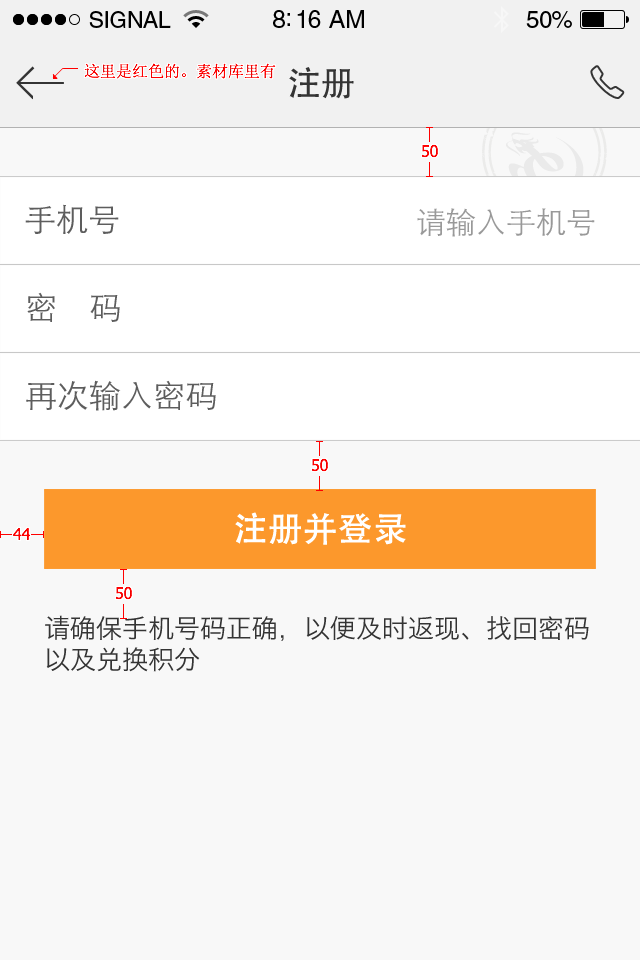 SIGNAL 8:16 AM 50%
这里是红色的。素材库里有
注册
50
手机号 请输入手机号
密 码
再次输入密码
50
44
注册并登录
50
请确保手机号码正确，以便及时返现、找回密码
以及兑换积分